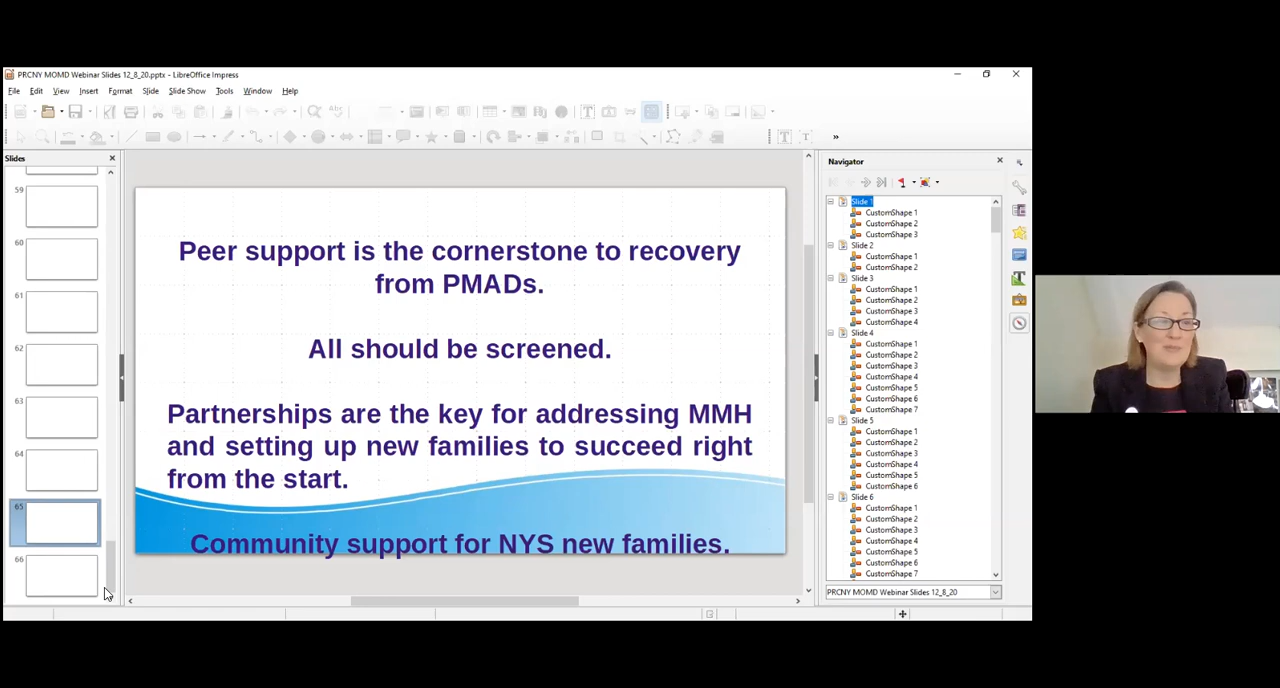 PRCNY MOMD Webinar Slides 12_8_20.pptx - LibreOffice Impress
File Edit View Insert Format Slide Slide Show Tools Window Help
Slides
59
60
61
62
63
64
65
66
Peer support is the cornerstone to recovery
from PMADs.
All should be screened.
Partnerships are the key for addressing MMH
and setting up new families to succeed right
from the start.
Community support for NYS new families.
Navigator
Slide 1
CustomShape 1
CustomShape 2
CustomShape 3
Slide 2
CustomShape 1
CustomShape 2
Slide 3
CustomShape 1
CustomShape 2
CustomShape 3
CustomShape 4
Slide 4
CustomShape 1
CustomShape 2
CustomShape 3
CustomShape 4
CustomShape 5
CustomShape 6
CustomShape 7
Slide 5
CustomShape 1
CustomShape 2
CustomShape 3
CustomShape 4
CustomShape 5
CustomShape 6
Slide 6
CustomShape 1
CustomShape 2
CustomShape 3
CustomShape 4
CustomShape 5
CustomShape 6
CustomShape 7
PRCNY MOMD Webinar Slides 12_8_20